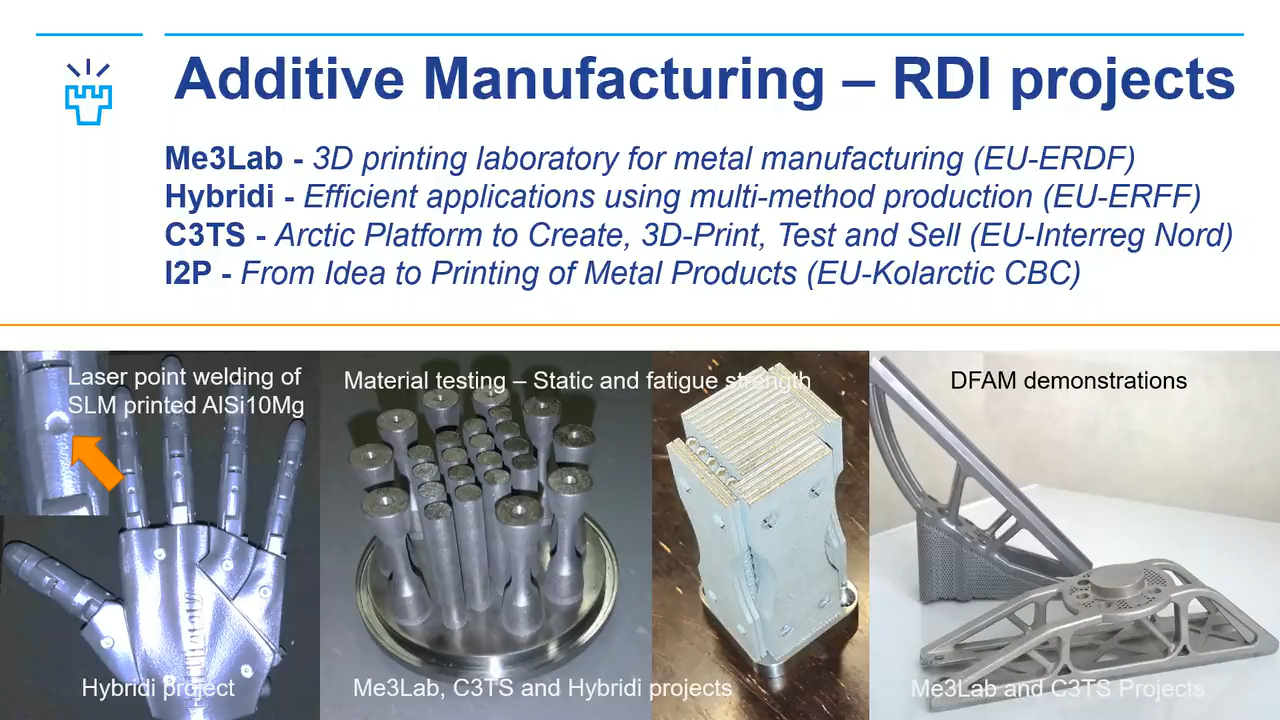 Additive Manufacturing – RDI projects
Me3Lab - 3D printing laboratory for metal manufacturing (EU-ERDF)
Hybridi - Efficient applications using multi-method production (EU-ERFF)
C3TS - Arctic Platform to Create, 3D-Print, Test and Sell (EU-Interreg Nord)
I2P - From Idea to Printing of Metal Products (EU-Kolarctic CBC)
Laser point welding of
SLM printed AlSi10Mg
Material testing – Static and fatigue strength
DFAM demonstrations
Hybridi project
Me3Lab, C3TS and Hybridi projects
Me3Lab and C3TS Projects